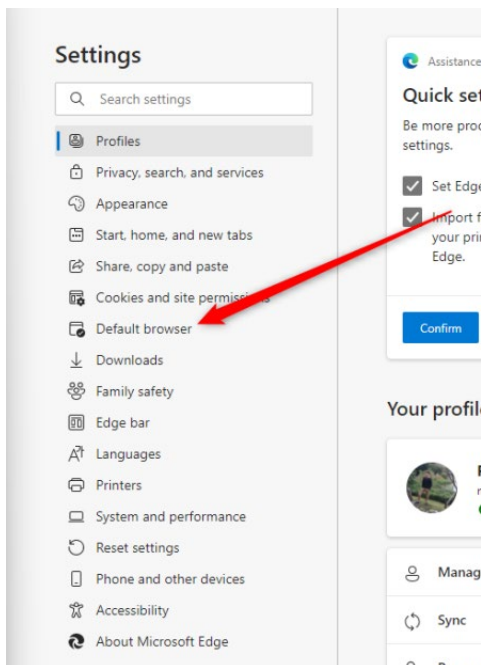 Settings
Search settings
Profiles
Privacy, search, and services
Appearance
Start, home, and new tabs
Share, copy and paste
Cookies and site permissions
Default browser
Downloads
Family safety
Edge bar
Languages
Printers
System and performance
Reset settings
Phone and other devices
Accessibility
About Microsoft Edge
Assistance
Quick set
Be more prod
settings.
Set Edge
Import f
your pri
Edge.
Confirm
Your profil
Manag
Sync